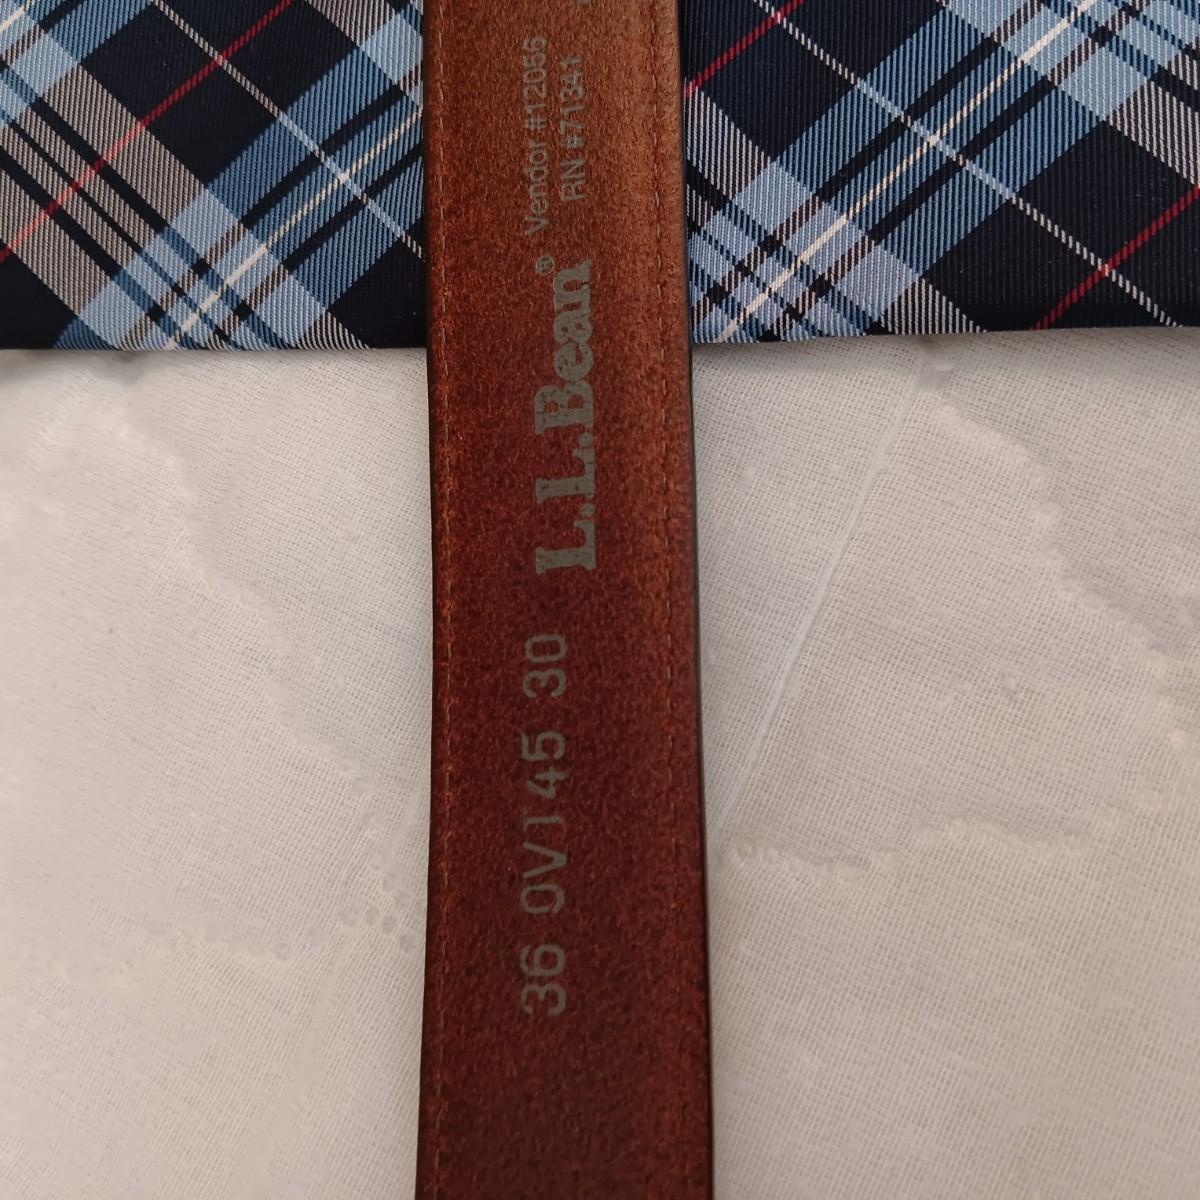 36 0V145 30 L.L.Bean®
Vendor #12056
RN #71341